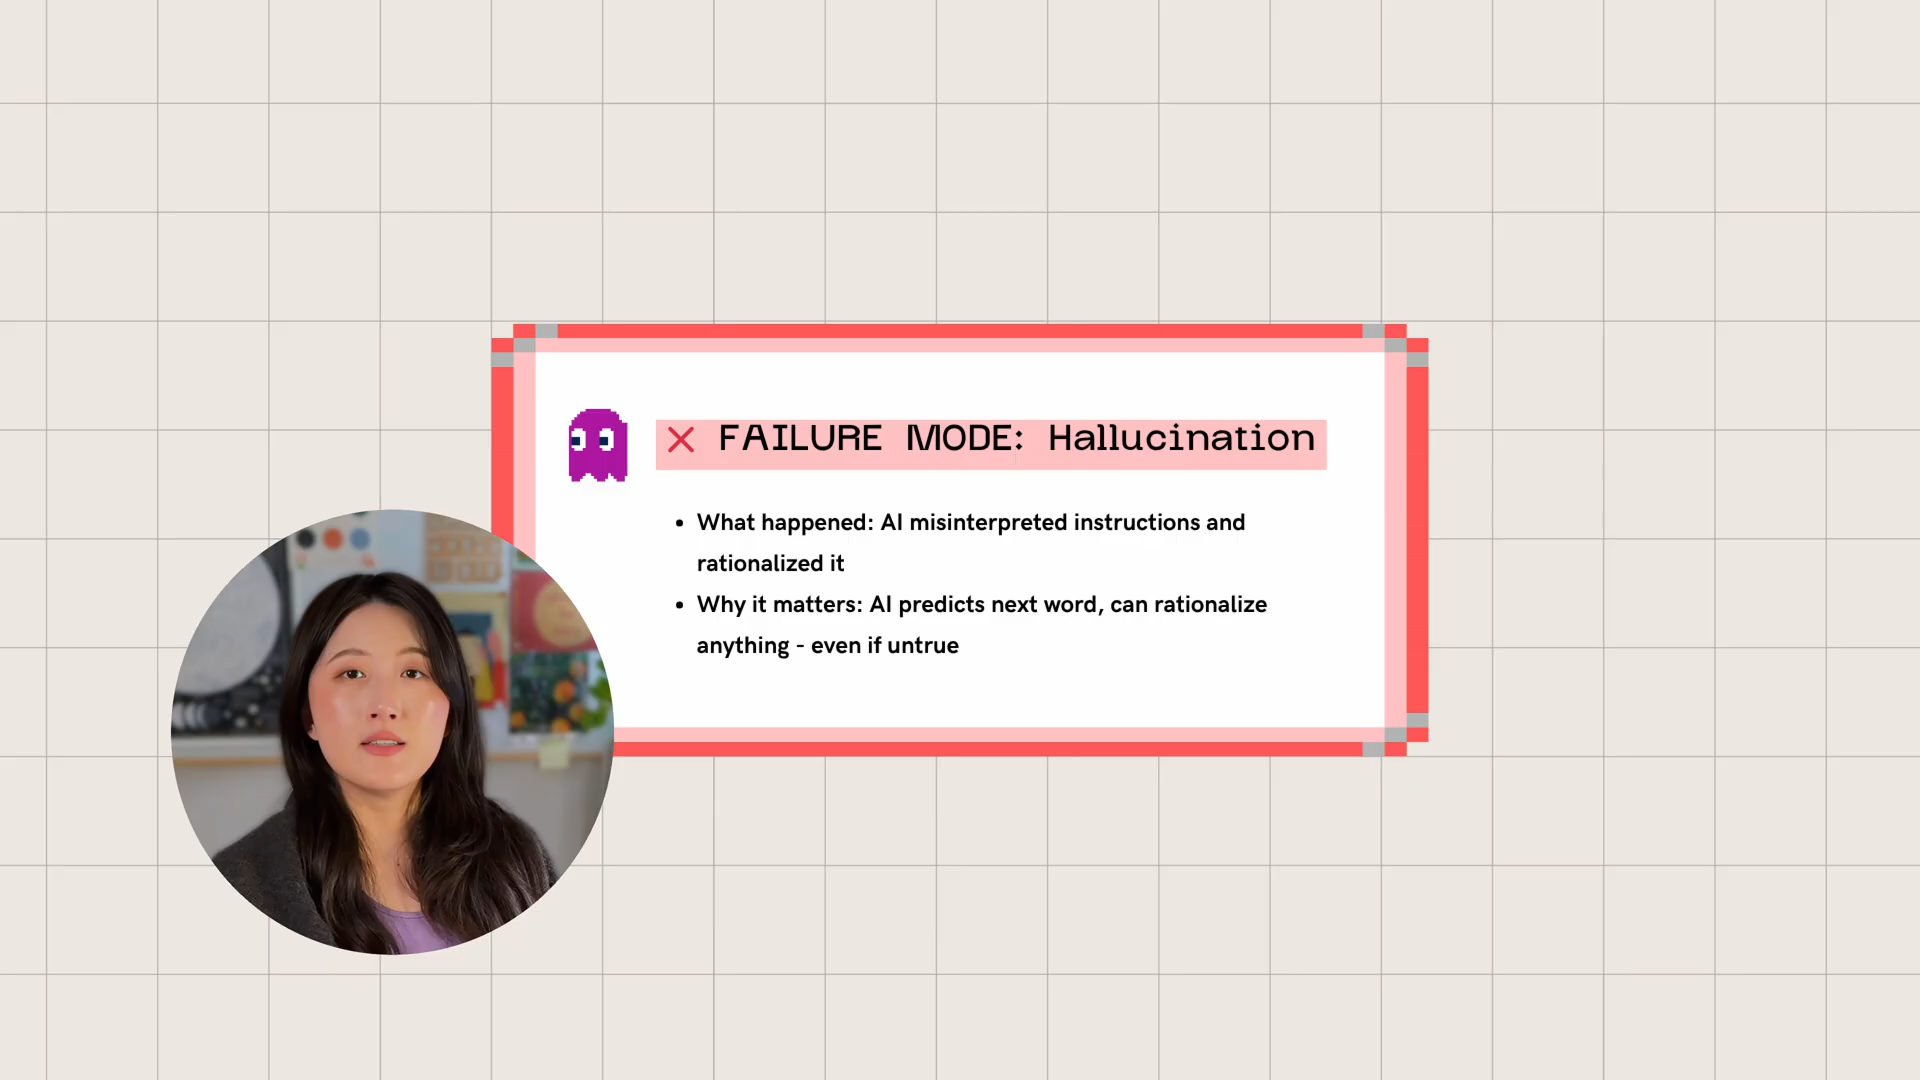 ❌ FAILURE MODE: Hallucination
• What happened: AI misinterpreted instructions and
rationalized it
• Why it matters: AI predicts next word, can rationalize
anything - even if untrue